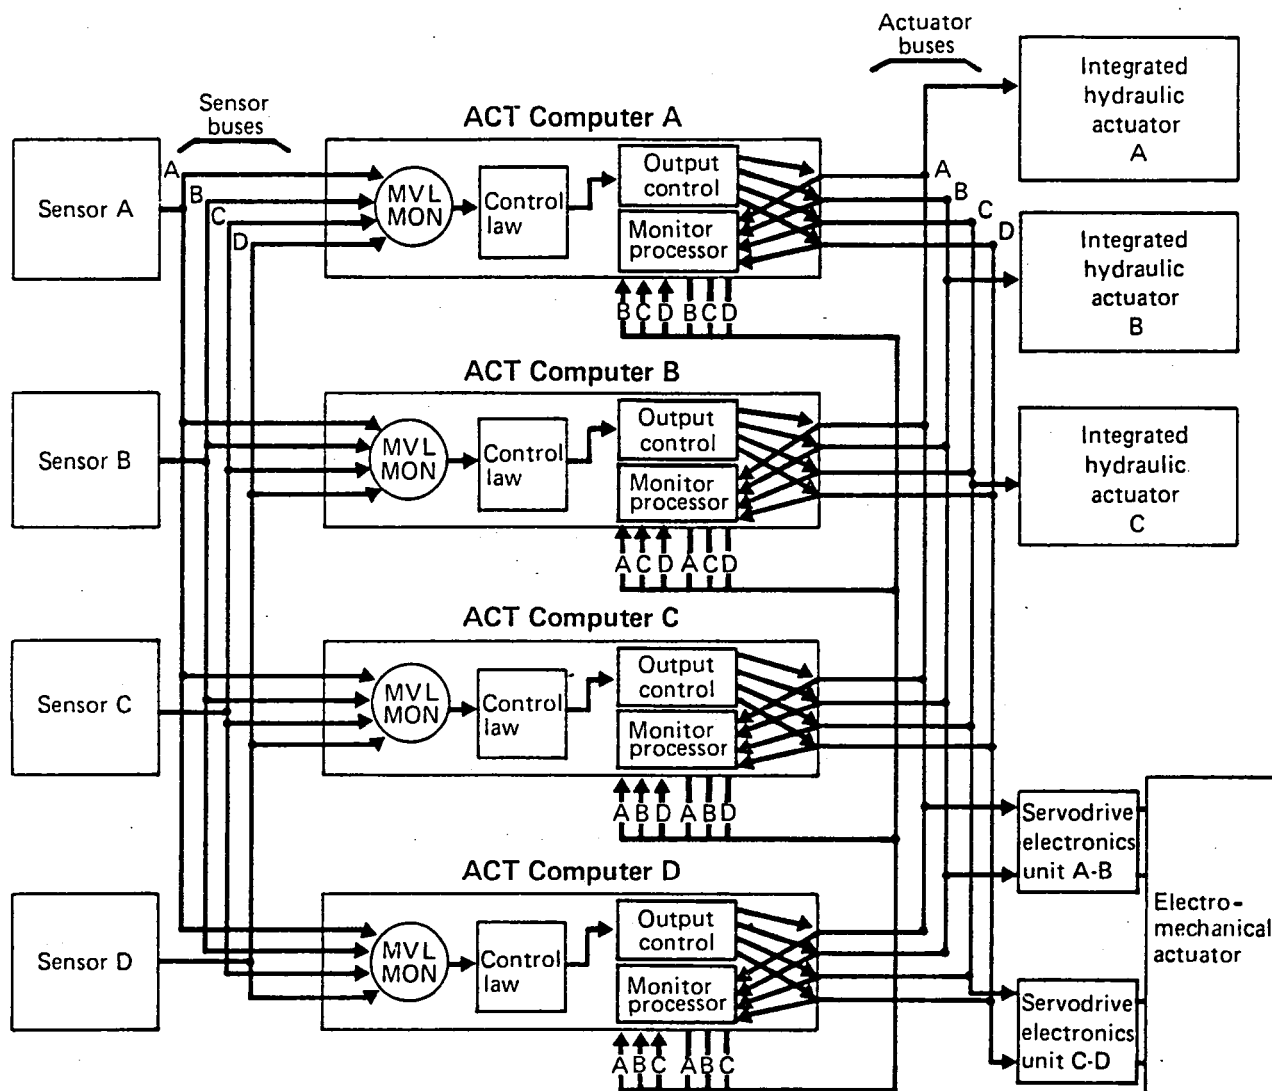 Actuator
buses
Integrated
hydraulic
actuator
A
Sensor
buses
ACT Computer A
Sensor A
A
B
C
D
MVL
MON
Control
law
Output
control
Monitor
processor
A
B
C
D
B C D B C D
Integrated
hydraulic
actuator
B
ACT Computer B
Sensor B
MVL
MON
Control
law
Output
control
Monitor
processor
A C D A C D
Integrated
hydraulic
actuator
C
ACT Computer C
Sensor C
MVL
MON
Control
law
Output
control
Monitor
processor
A B D A B D
Servodrive
electronics
unit A-B
ACT Computer D
Sensor D
MVL
MON
Control
law
Output
control
Monitor
processor
A B C A B C
Electro-
mechanical
actuator
Servodrive
electronics
unit C-D